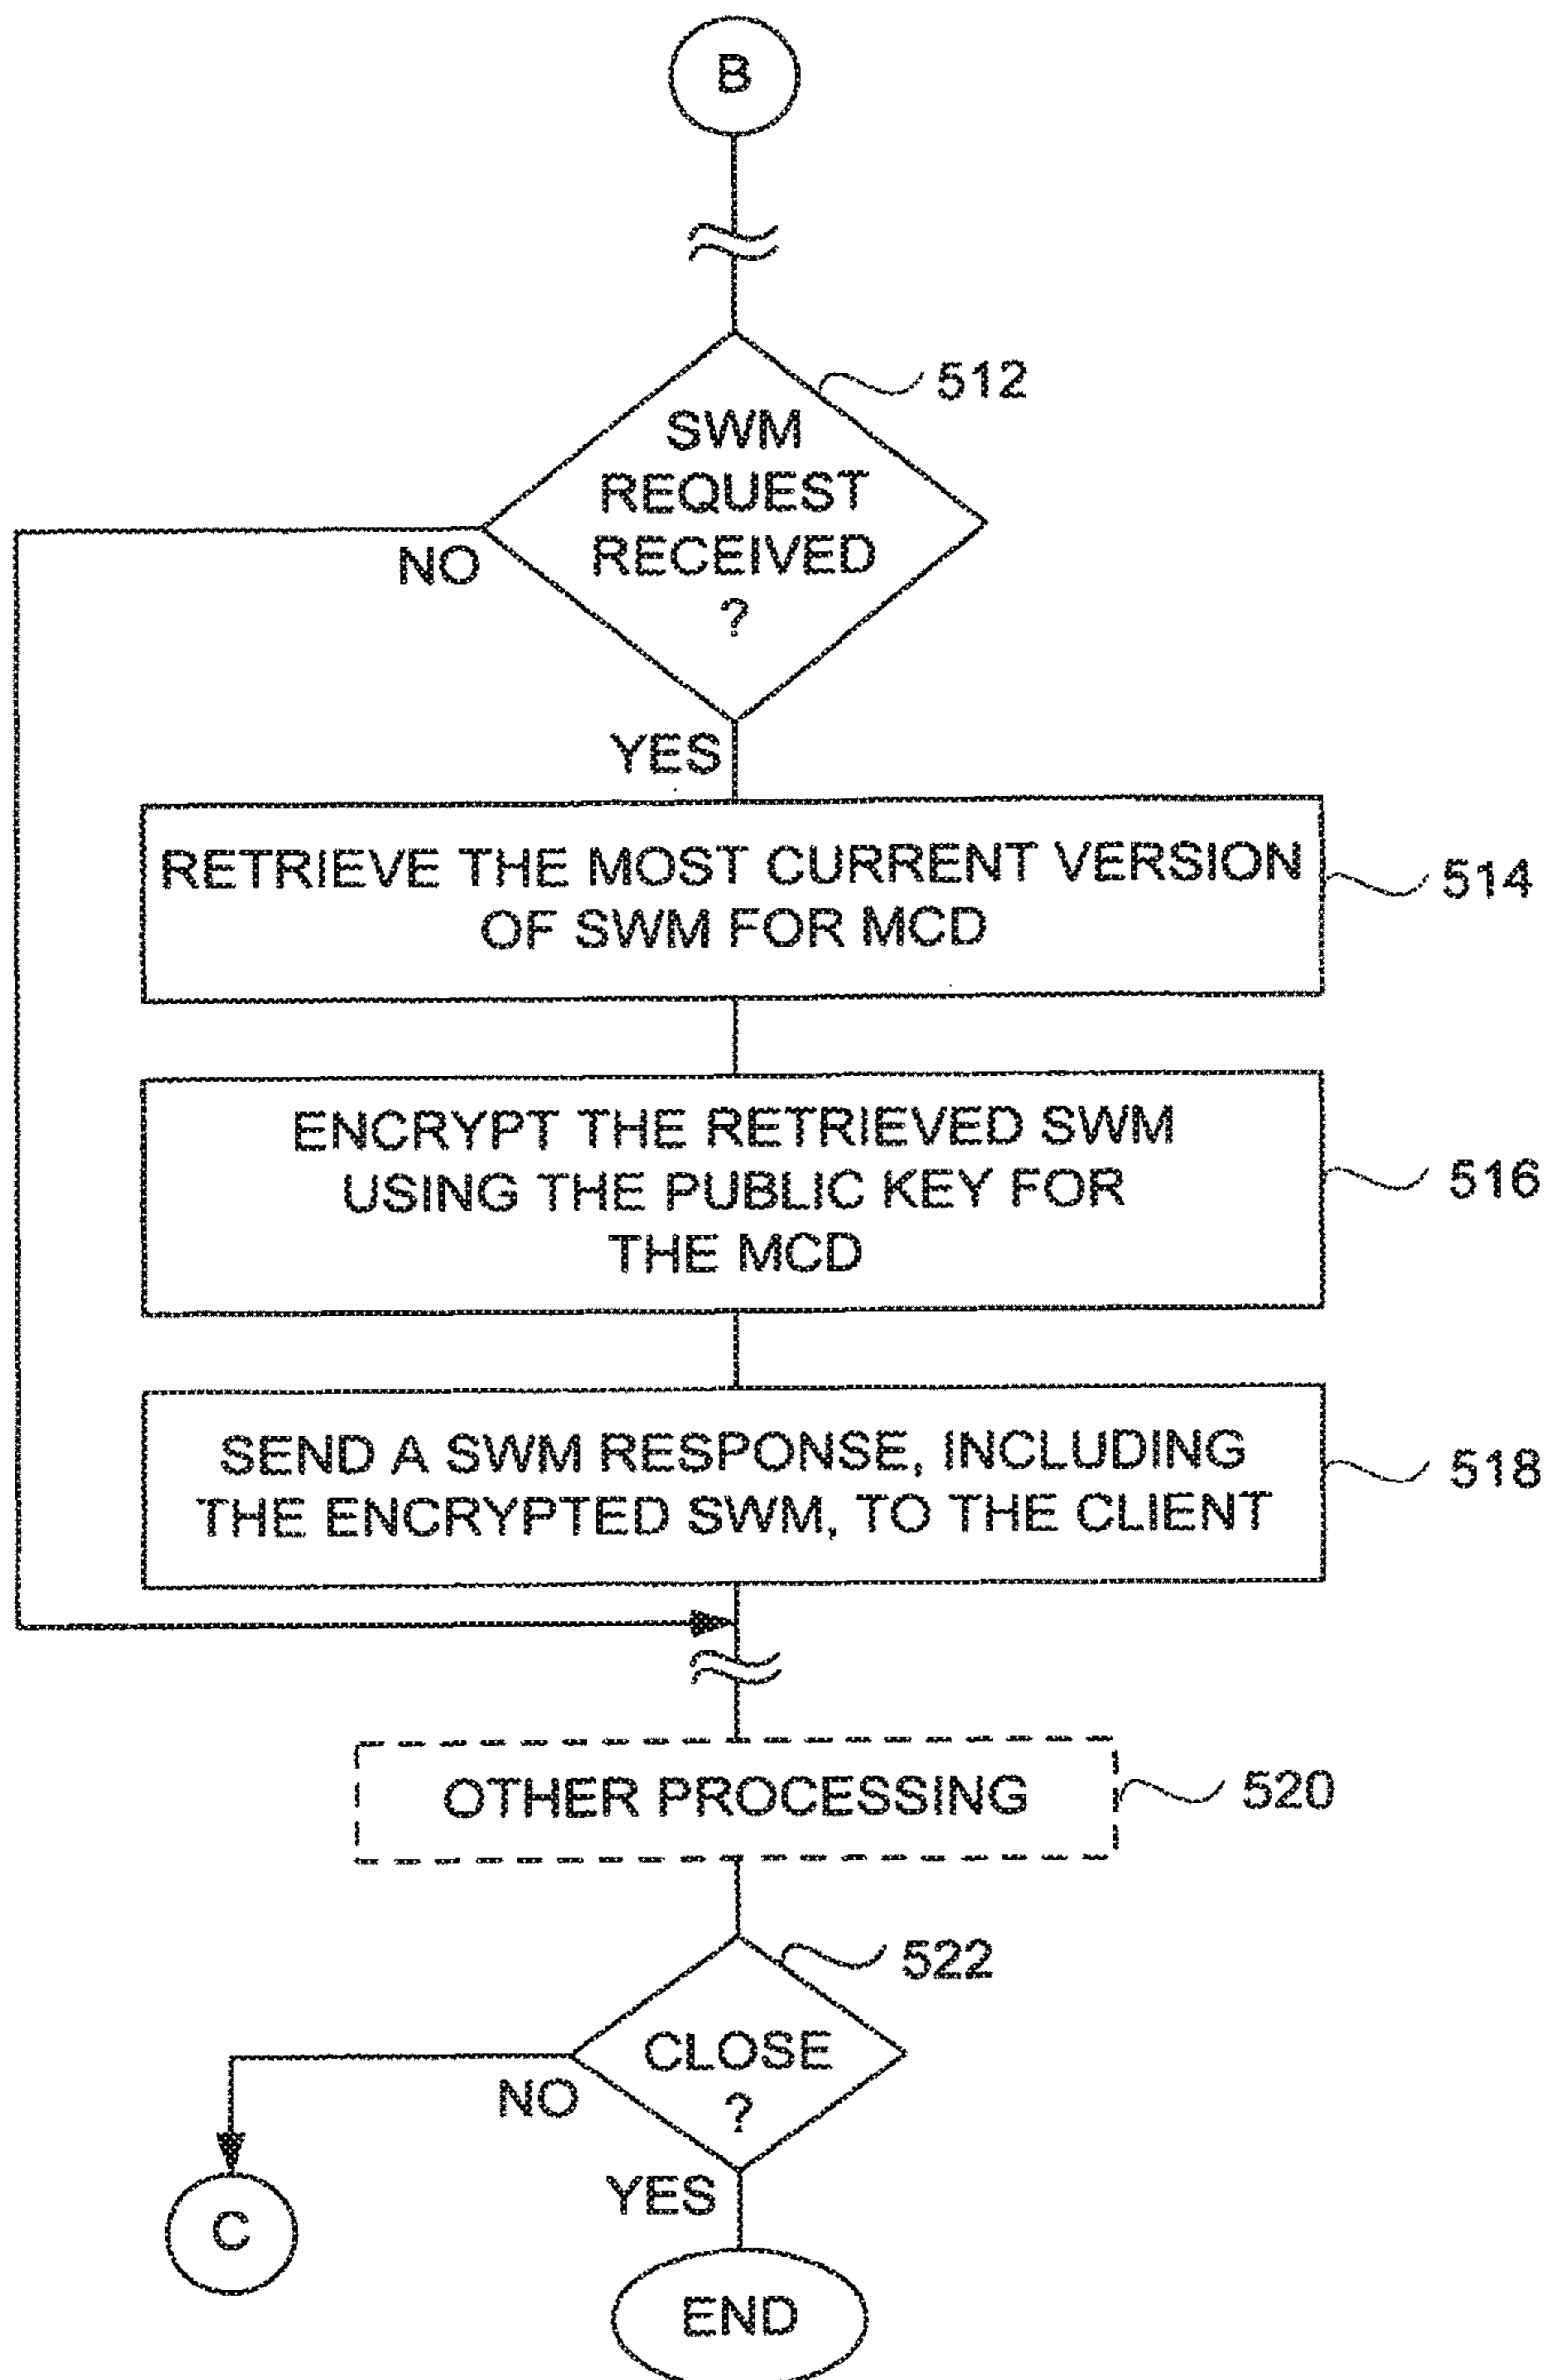 B
512
SWM
REQUEST
RECEIVED
?
NO
YES
RETRIEVE THE MOST CURRENT VERSION
OF SWM FOR MCD
514
ENCRYPT THE RETRIEVED SWM
USING THE PUBLIC KEY FOR
THE MCD
516
SEND A SWM RESPONSE, INCLUDING
THE ENCRYPTED SWM, TO THE CLIENT
518
OTHER PROCESSING
520
522
CLOSE
?
NO
YES
C
END